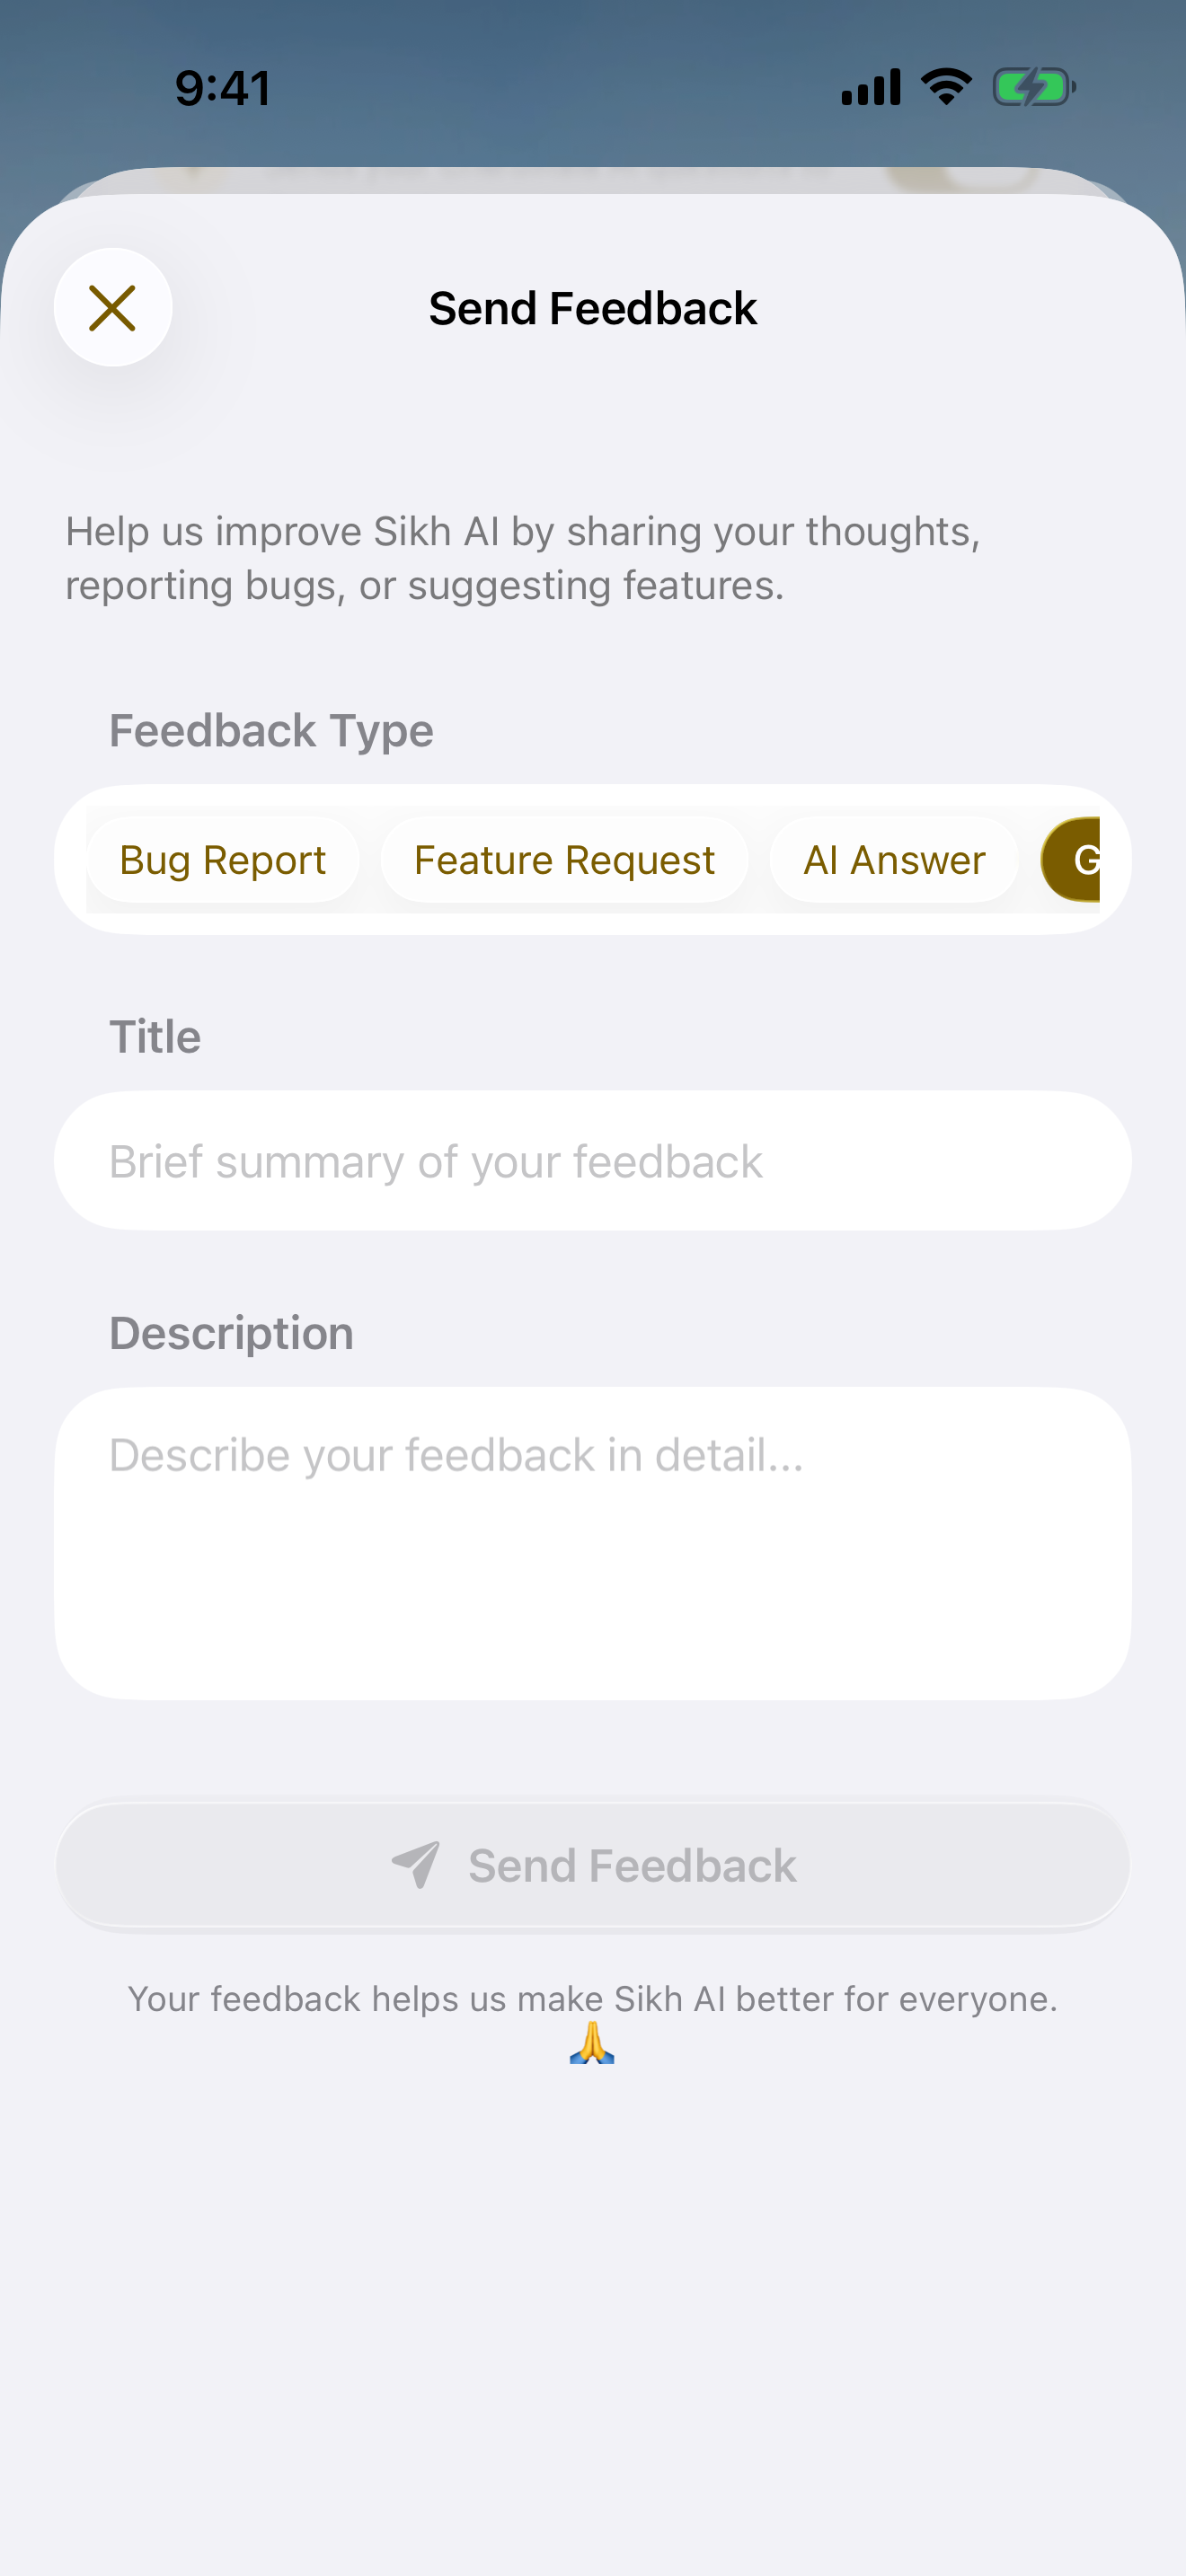 9:41
Send Feedback
Help us improve Sikh AI by sharing your thoughts,
reporting bugs, or suggesting features.
Feedback Type
Bug Report Feature Request AI Answer G
Title
Brief summary of your feedback
Description
Describe your feedback in detail...
Send Feedback
Your feedback helps us make Sikh AI better for everyone.
🙏